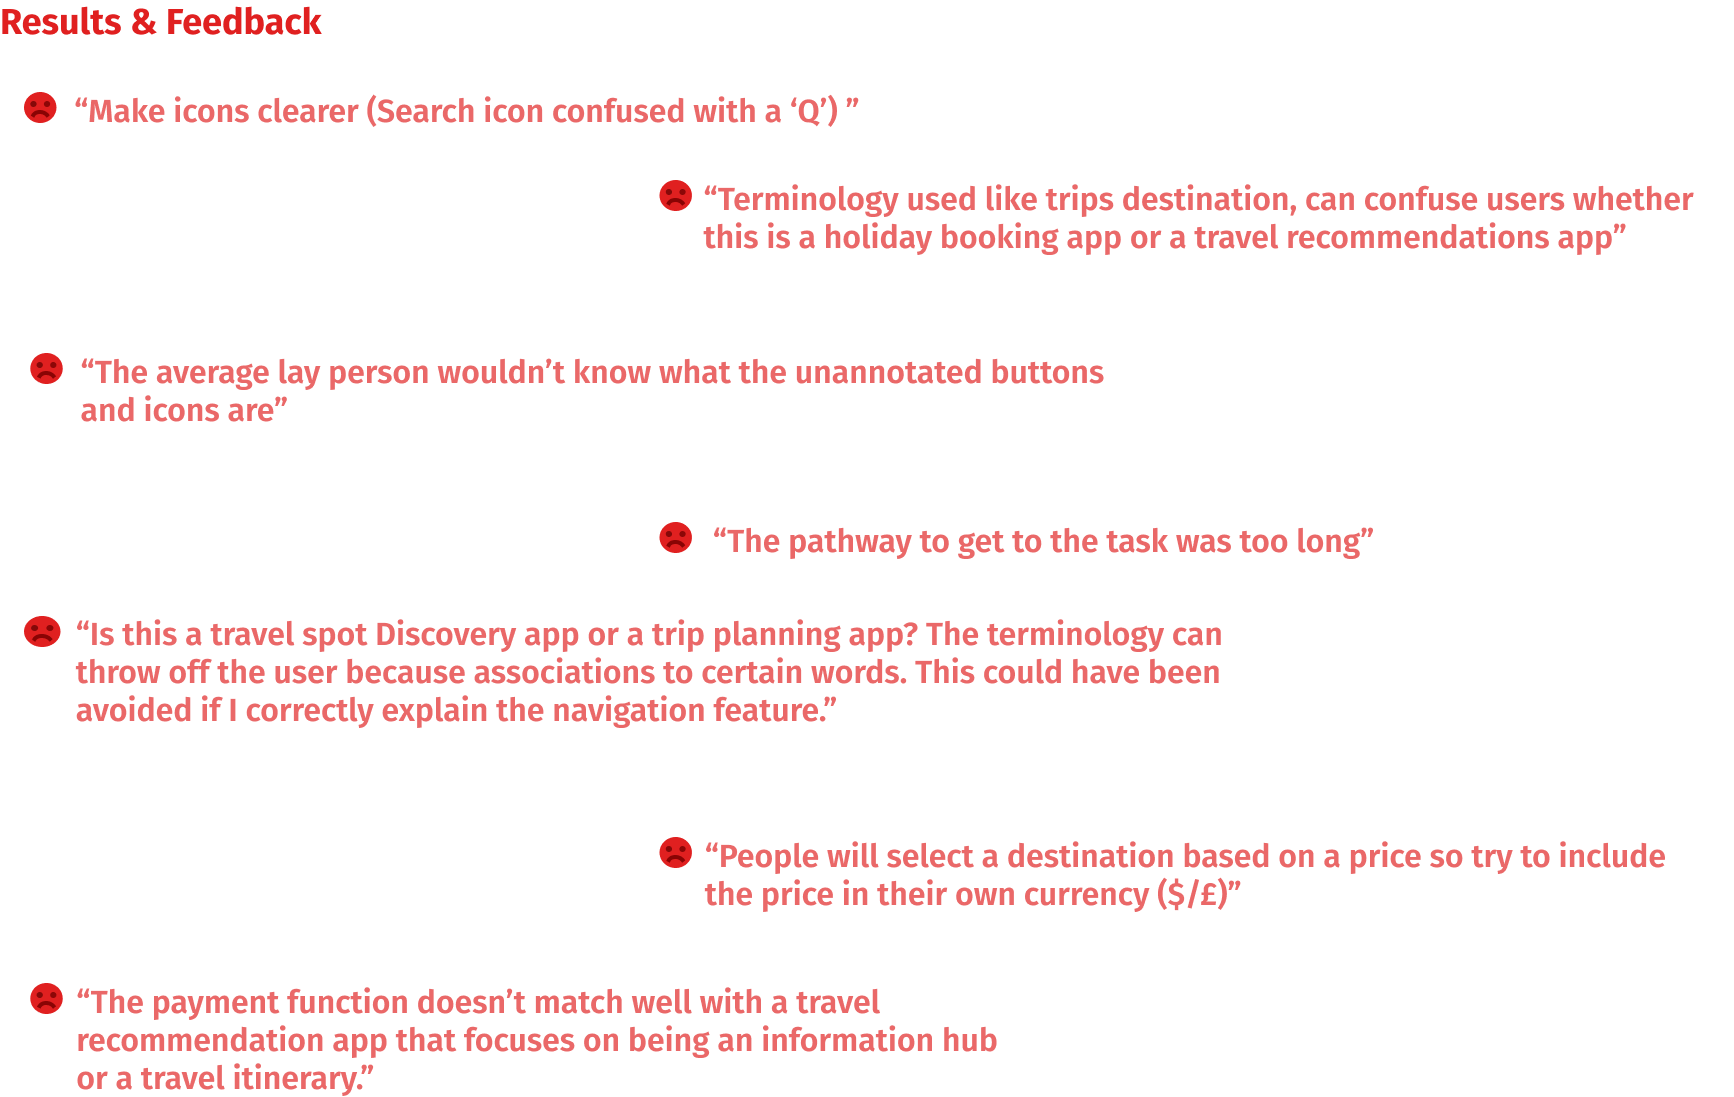 Results & Feedback
“Make icons clearer (Search icon confused with a ‘Q’) ”
“Terminology used like trips destination, can confuse users whether
this is a holiday booking app or a travel recommendations app”
“The average lay person wouldn’t know what the unannotated buttons
and icons are”
“The pathway to get to the task was too long”
“Is this a travel spot Discovery app or a trip planning app? The terminology can
throw off the user because associations to certain words. This could have been
avoided if I correctly explain the navigation feature.”
“People will select a destination based on a price so try to include
the price in their own currency ($/£)”
“The payment function doesn’t match well with a travel
recommendation app that focuses on being an information hub
or a travel itinerary.”